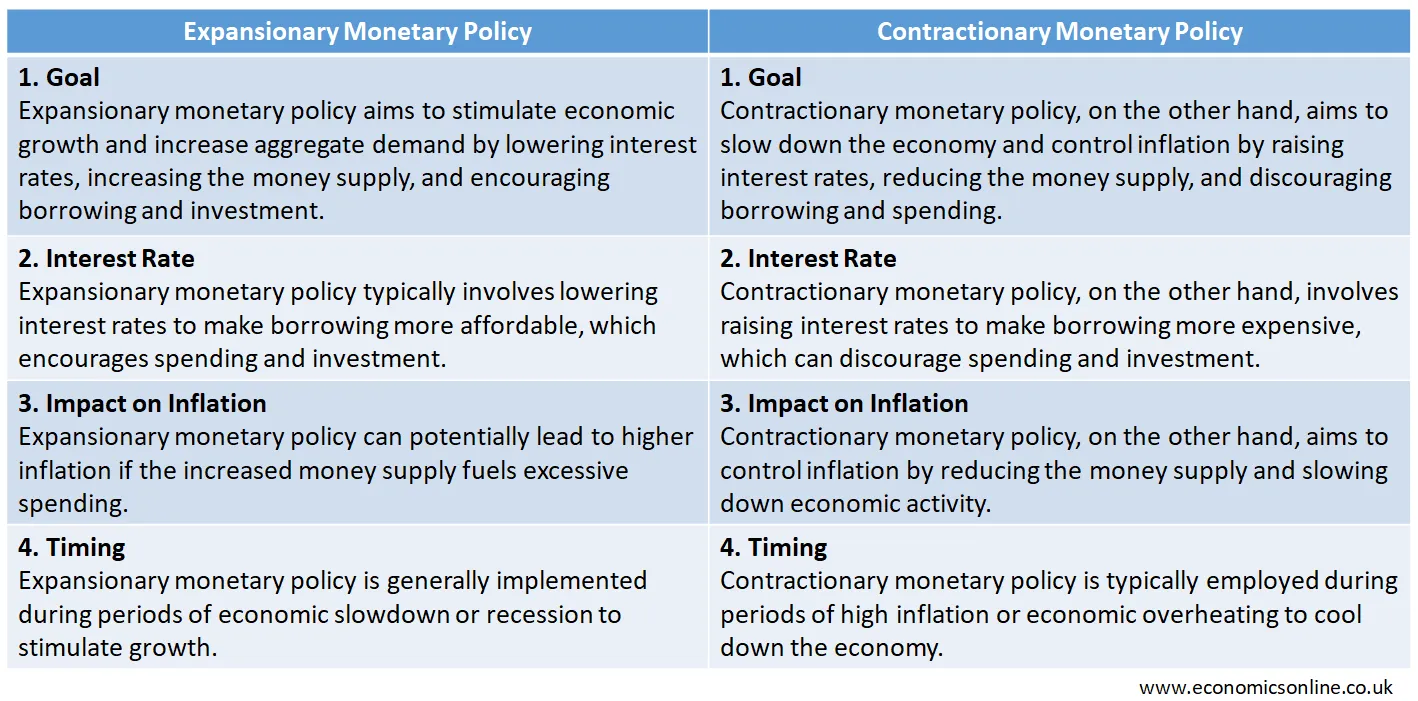 Expansionary Monetary Policy
Contractionary Monetary Policy
1. Goal
Expansionary monetary policy aims to stimulate economic
growth and increase aggregate demand by lowering interest
rates, increasing the money supply, and encouraging
borrowing and investment.
1. Goal
Contractionary monetary policy, on the other hand, aims to
slow down the economy and control inflation by raising
interest rates, reducing the money supply, and discouraging
borrowing and spending.
2. Interest Rate
Expansionary monetary policy typically involves lowering
interest rates to make borrowing more affordable, which
encourages spending and investment.
2. Interest Rate
Contractionary monetary policy, on the other hand, involves
raising interest rates to make borrowing more expensive,
which can discourage spending and investment.
3. Impact on Inflation
Expansionary monetary policy can potentially lead to higher
inflation if the increased money supply fuels excessive
spending.
3. Impact on Inflation
Contractionary monetary policy, on the other hand, aims to
control inflation by reducing the money supply and slowing
down economic activity.
4. Timing
Expansionary monetary policy is generally implemented
during periods of economic slowdown or recession to
stimulate growth.
4. Timing
Contractionary monetary policy is typically employed during
periods of high inflation or economic overheating to cool
down the economy.
www.economicsonline.co.uk